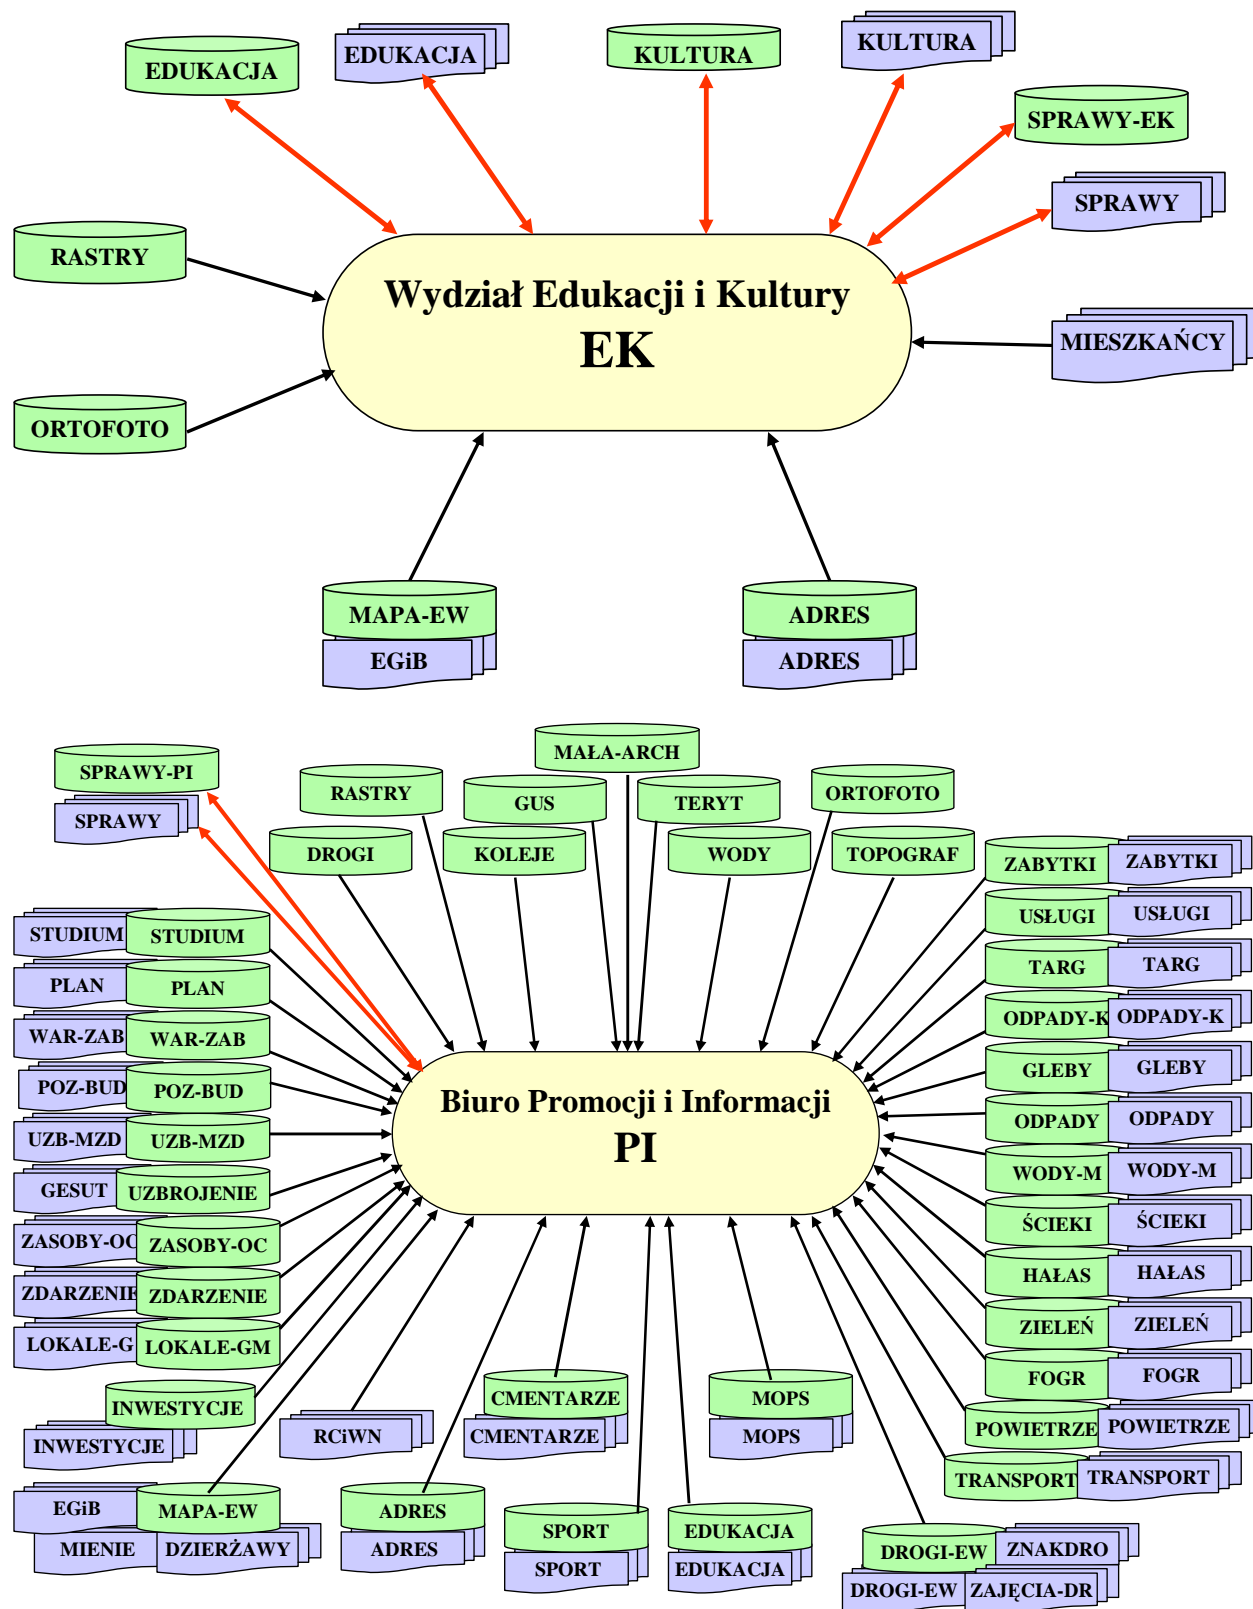 EDUKACJA
EDUKACJA
KULTURA
KULTURA
SPRAWY-EK
SPRAWY
RASTRY
Wydział Edukacji i Kultury
EK
MIESZKAŃCY
ORTOFOTO
MAPA-EW
EGiB
ADRES
ADRES
SPRAWY-PI
SPRAWY
MAŁA-ARCH
RASTRY
GUS
TERYT
ORTOFOTO
DROGI
KOLEJE
WODY
TOPOGRAF
ZABYTKI
ZABYTKI
USŁUGI
USŁUGI
STUDIUM
STUDIUM
TARG
TARG
PLAN
PLAN
ODPADY-K
ODPADY-K
WAR-ZAB
WAR-ZAB
GLEBY
GLEBY
POZ-BUD
POZ-BUD
Biuro Promocji i Informacji
PI
ODPADY
ODPADY
UZB-MZD
UZB-MZD
WODY-M
WODY-M
GESUT
UZBROJENIE
ŚCIEKI
ŚCIEKI
ZASOBY-OC
ZASOBY-OC
HAŁAS
HAŁAS
ZDARZENIE
ZDARZENIE
ZIELEŃ
ZIELEŃ
LOKALE-G
LOKALE-GM
FOGR
FOGR
INWESTYCJE
INWESTYCJE
RCiWN
CMENTARZE
CMENTARZE
MOPS
MOPS
POWIETRZE
POWIETRZE
TRANSPORT
TRANSPORT
EGiB
MAPA-EW
MIENIE
DZIERŻAWY
ADRES
ADRES
SPORT
SPORT
EDUKACJA
EDUKACJA
DROGI-EW
ZNAKDRO
DROGI-EW
ZAJĘCIA-DR